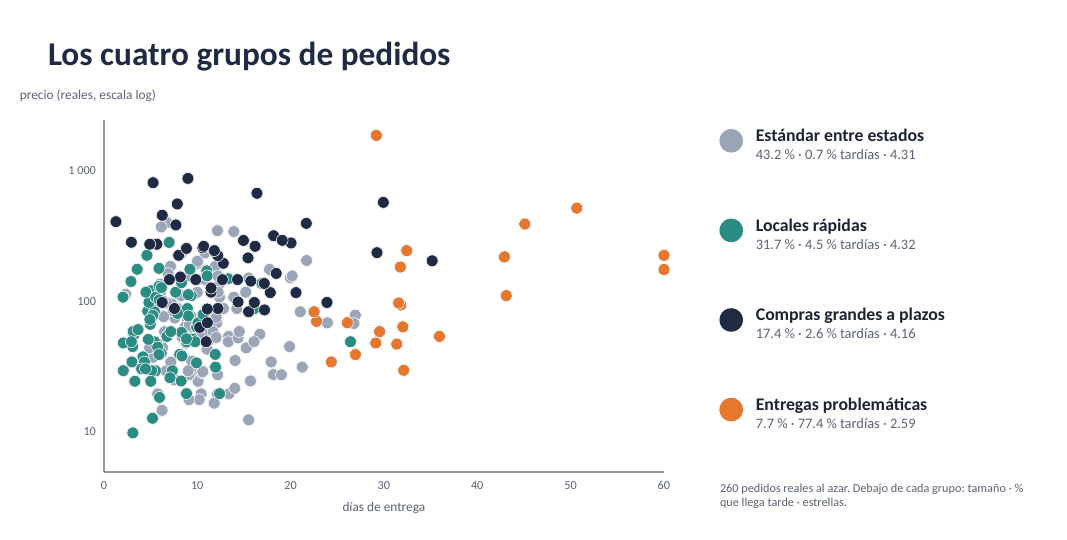 Los cuatro grupos de pedidos
precio (reales, escala log)
1 000
100
10
0 10 20 30 40 50 60
días de entrega
Estándar entre estados
43.2 % · 0.7 % tardías · 4.31
Locales rápidas
31.7 % · 4.5 % tardías · 4.32
Compras grandes a plazos
17.4 % · 2.6 % tardías · 4.16
Entregas problemáticas
7.7 % · 77.4 % tardías · 2.59
260 pedidos reales al azar. Debajo de cada grupo: tamaño · %
que llega tarde · estrellas.